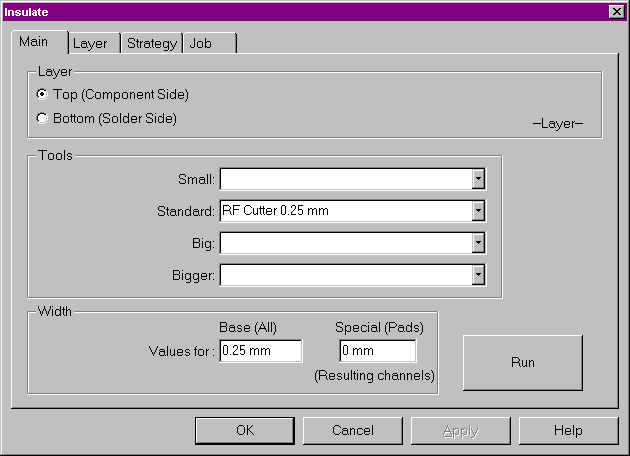 Insulate
Main Layer Strategy Job
Layer
Top (Component Side)
Bottom (Solder Side)
–Layer–
Tools
Small:
Standard: RF Cutter 0.25 mm
Big:
Bigger:
Width
Base (All) Special (Pads)
Values for : 0.25 mm 0 mm
(Resulting channels)
Run
OK Cancel Apply Help